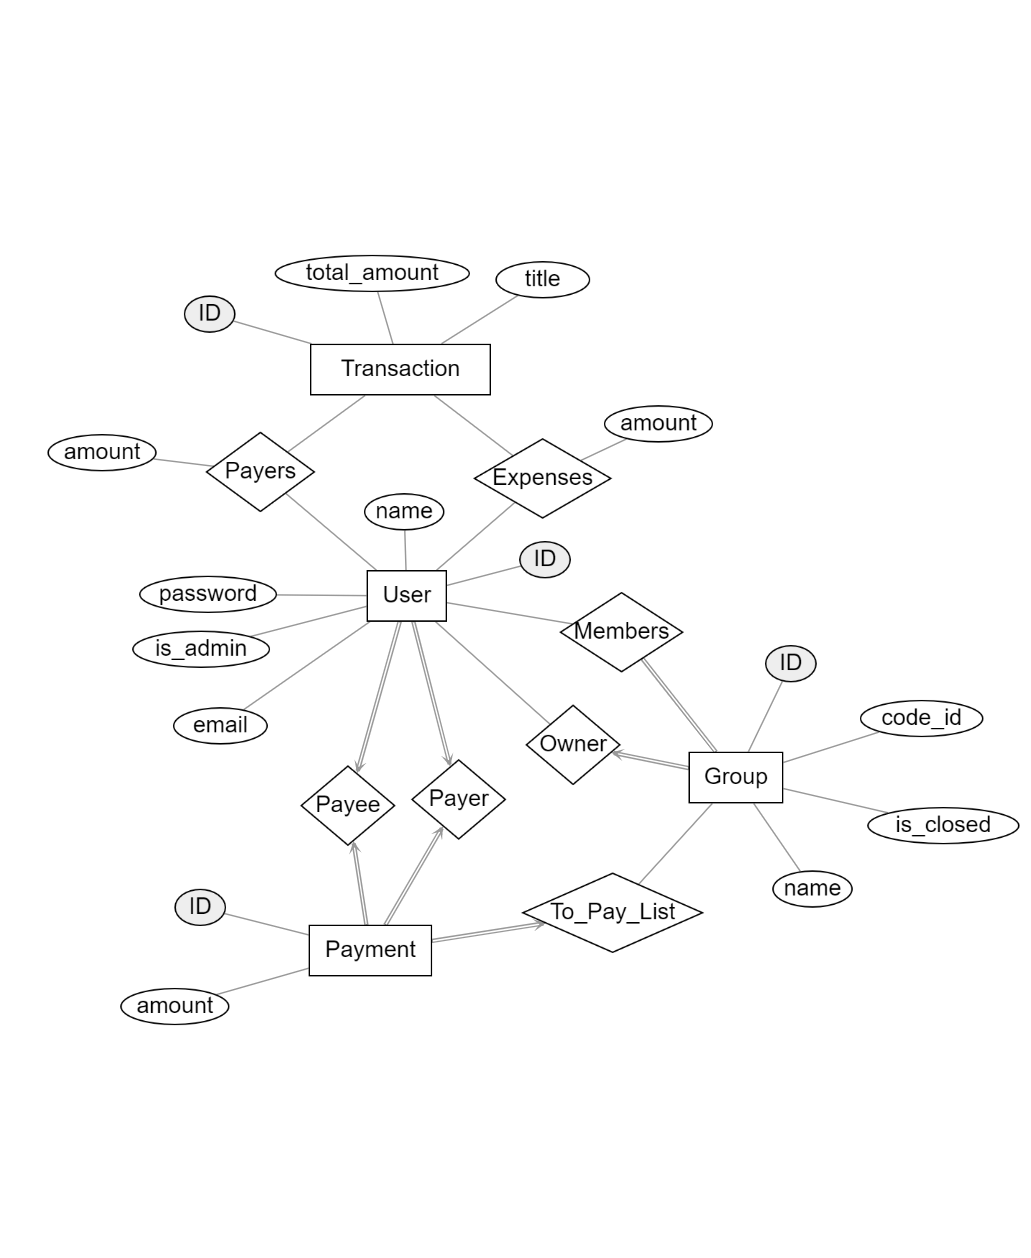 total_amount
title
ID
Transaction
amount
amount
Payers
Expenses
name
ID
password
User
Members
is_admin
ID
email
code_id
Owner
Group
Payee
Payer
is_closed
name
ID
To_Pay_List
Payment
amount